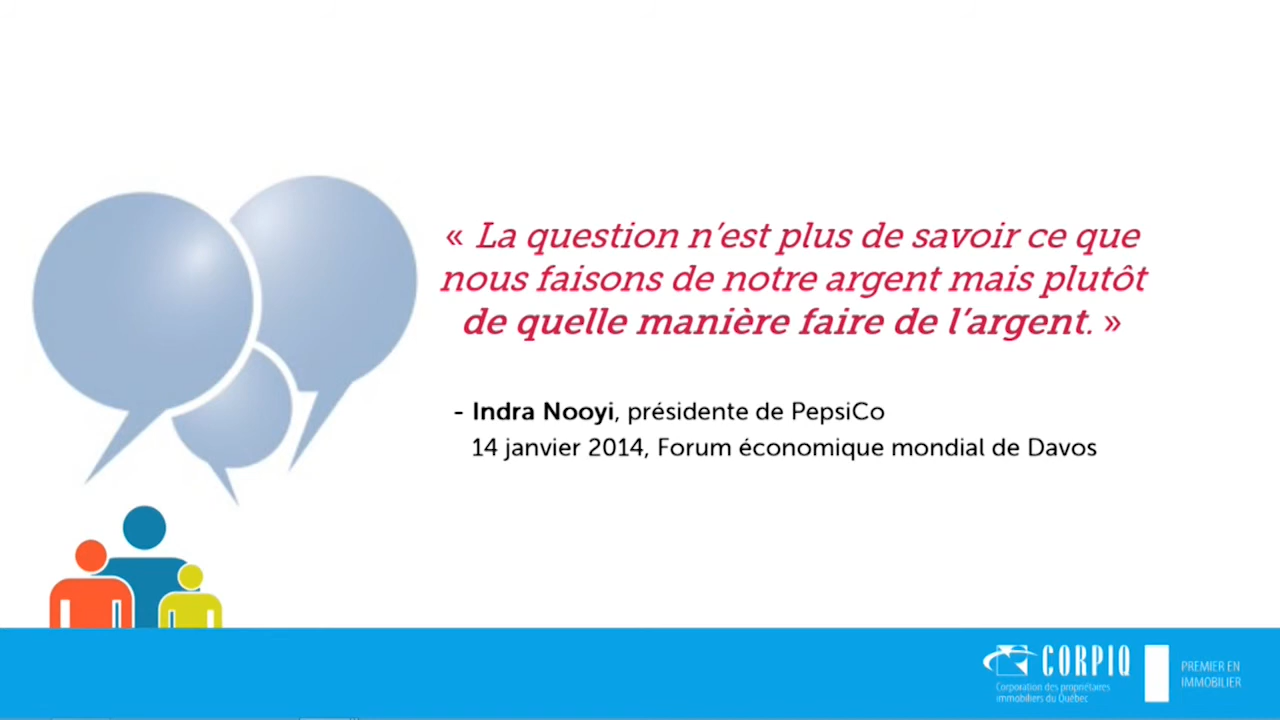 « La question n’est plus de savoir ce que
nous faisons de notre argent mais plutôt
de quelle manière faire de l’argent. »
- Indra Nooyi, présidente de PepsiCo
14 janvier 2014, Forum économique mondial de Davos
CORPIQ
Corporation des propriétaires
immobiliers du Québec
PREMIER EN
IMMOBILIER